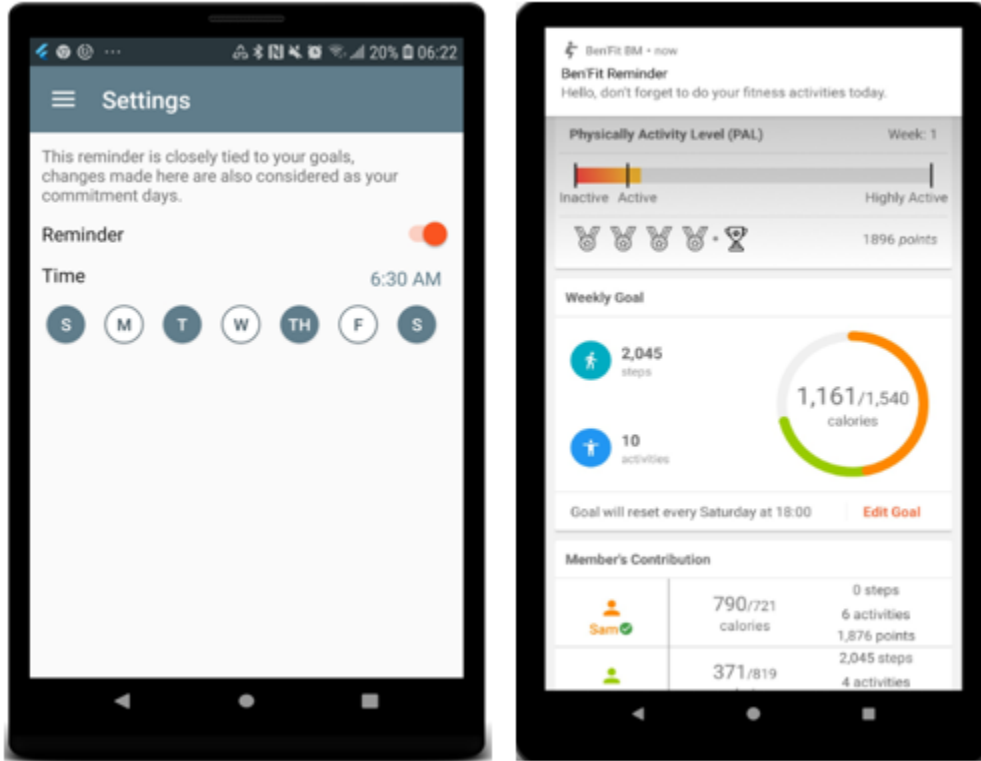 20% 06:22
Settings
This reminder is closely tied to your goals,
changes made here are also considered as your
commitment days.
Reminder
Time 6:30 AM
S M T W TH F S
Ben'Fit BM • now
Ben'Fit Reminder
Hello, don't forget to do your fitness activities today.
Physically Activity Level (PAL) Week: 1
Inactive Active Highly Active
1896 points
Weekly Goal
2,045
steps
1,161/1,540
calories
10
activities
Goal will reset every Saturday at 18:00 Edit Goal
Member's Contribution
Sam
790/721
calories
0 steps
6 activities
1,876 points
371/819
2,045 steps
4 activities